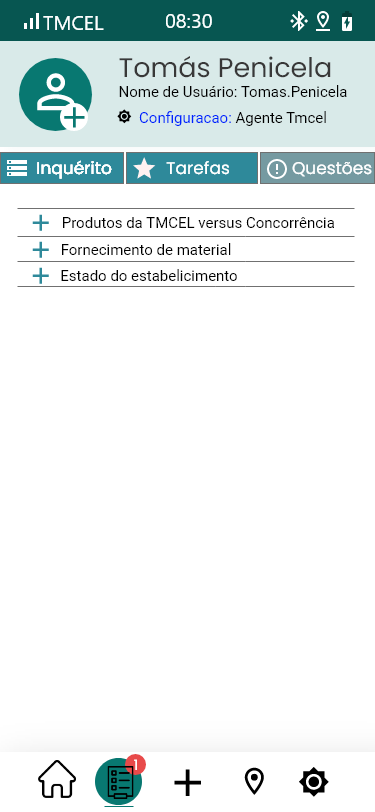 TMCEL 08:30
Tomás Penicela
Nome de Usuário: Tomas.Penicela
Configuracao: Agente Tmcel
Inquérito Tarefas Questões
Produtos da TMCEL versus Concorrência
Fornecimento de material
Estado do estabelicimento
1